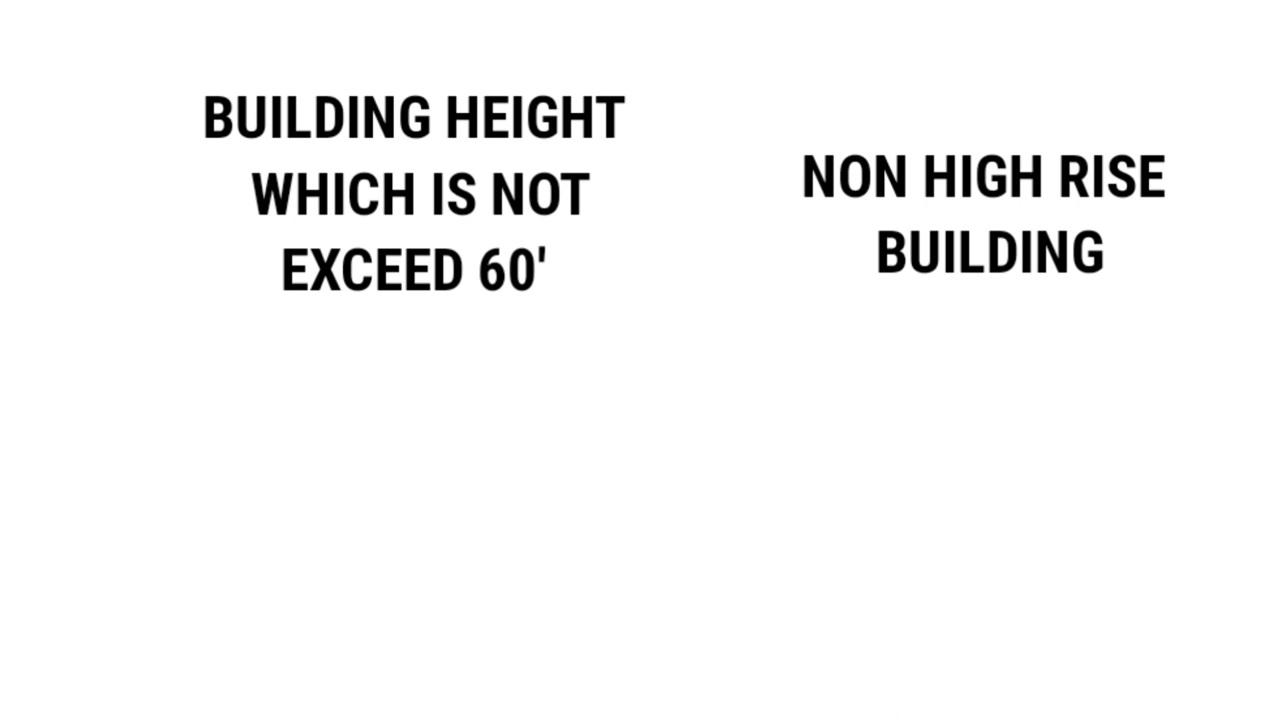 BUILDING HEIGHT
WHICH IS NOT
EXCEED 60'
NON HIGH RISE
BUILDING